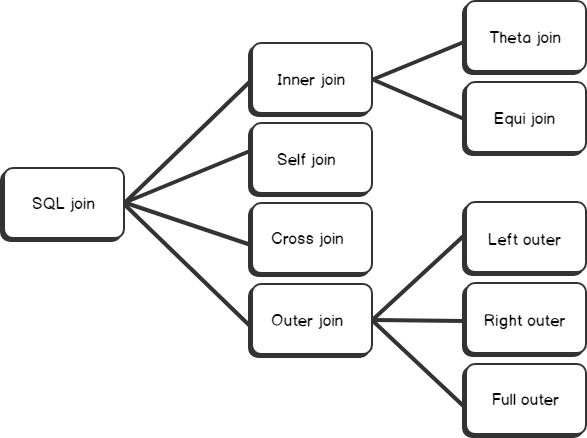 SQL join
Inner join
Self join
Cross join
Outer join
Theta join
Equi join
Left outer
Right outer
Full outer